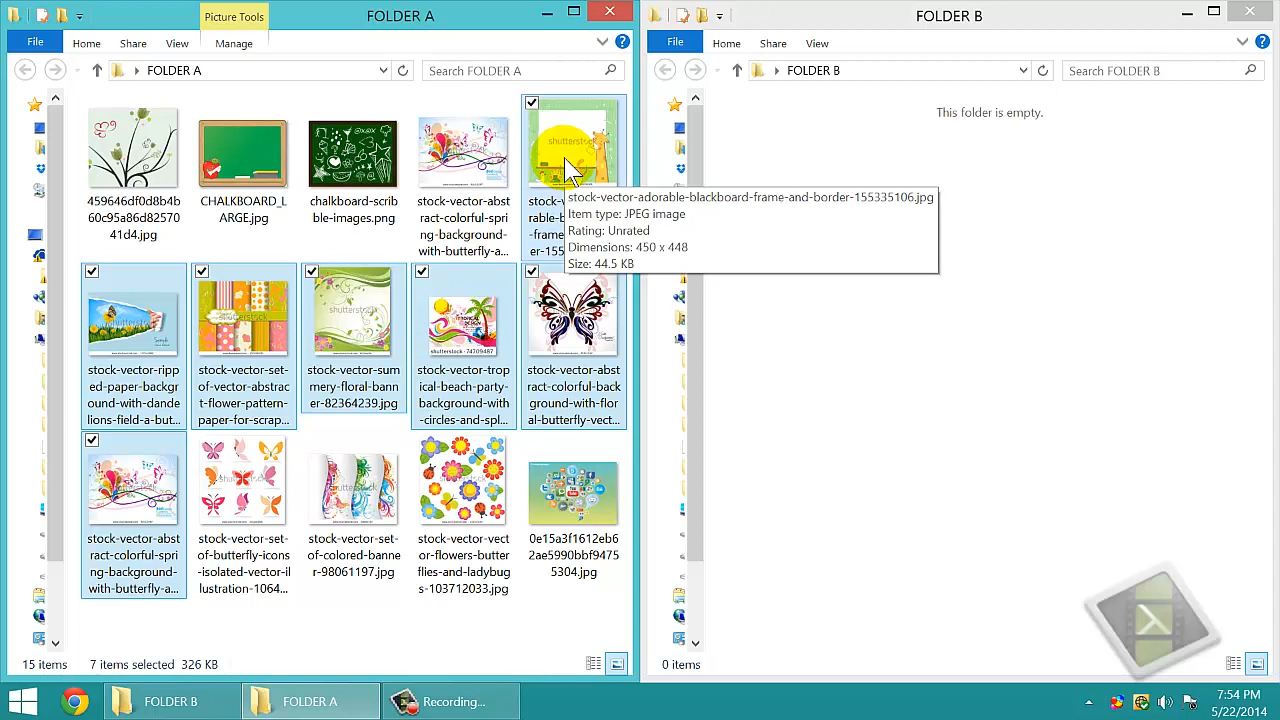 Picture Tools
FOLDER A
File
Home
Share
View
Manage
FOLDER A
Search FOLDER A
459646df0d8b4b
60c95a86d82570
41d4.jpg
CHALKBOARD_L
ARGE.jpg
chalkboard-scrib
ble-images.png
stock-vector-abst
ract-colorful-spri
ng-background-
with-butterfly-a...
stock-vector-adorable-blackboard-frame-and-border-155335106.jpg
Item type: JPEG image
Rating: Unrated
Dimensions: 450 x 448
Size: 44.5 KB
stock-vector-ripp
ed-paper-backgr
ound-with-dande
lions-field-a-but...
stock-vector-set-
of-vector-abstrac
t-flower-pattern-
paper-for-scrap...
stock-vector-sum
mery-floral-bann
er-82364239.jpg
shutterstock · 74709487
stock-vector-trop
ical-beach-party-
background-with
-circles-and-spl...
stock-vector-abst
ract-colorful-back
ground-with-flor
al-butterfly-vect...
stock-vector-abst
ract-colorful-spri
ng-background-
with-butterfly-a...
stock-vector-set-
of-butterfly-icons
-isolated-vector-il
lustration-1064...
stock-vector-set-
of-colored-banne
r-98061197.jpg
stock-vector-vect
or-flowers-butter
flies-and-ladybug
s-103712033.jpg
0e15a3f1612eb6
2ae5990bbf9475
5304.jpg
15 items
7 items selected 326 KB
FOLDER B
File
Home
Share
View
FOLDER B
Search FOLDER B
This folder is empty.
0 items
FOLDER B
FOLDER A
Recording...
7:54 PM
5/22/2014